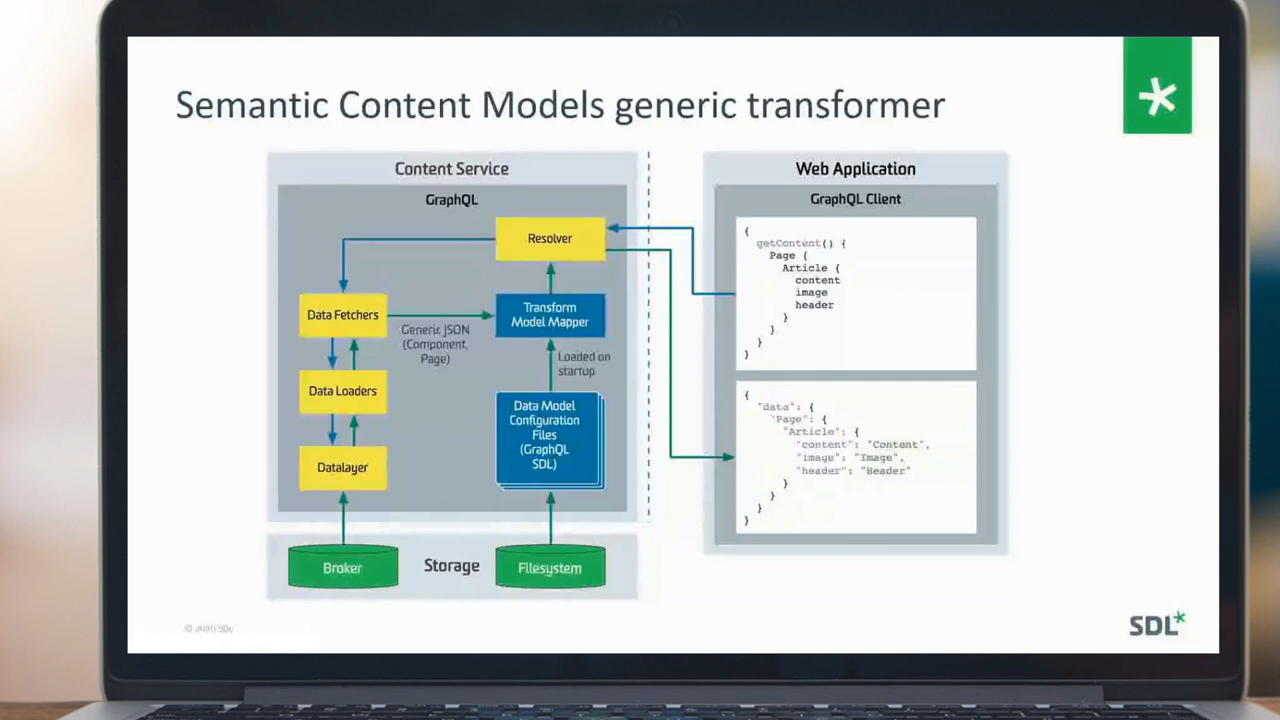 Semantic Content Models generic transformer
Content Service
GraphQL
Resolver
Data Fetchers
Generic JSON
(Component,
Page)
Transform
Model Mapper
Loaded on
startup
Data Loaders
Data Model
Configuration
Files
(GraphQL
SDL)
Datalayer
Broker
Storage
Filesystem
Web Application
GraphQL Client
{
getContent() {
Page {
Article {
content
image
header
}
}
}
}
{
"data": {
"Page": {
"Article": {
"content": "Content",
"image": "Image",
"header": "Header"
}
}
}
}
SDL*